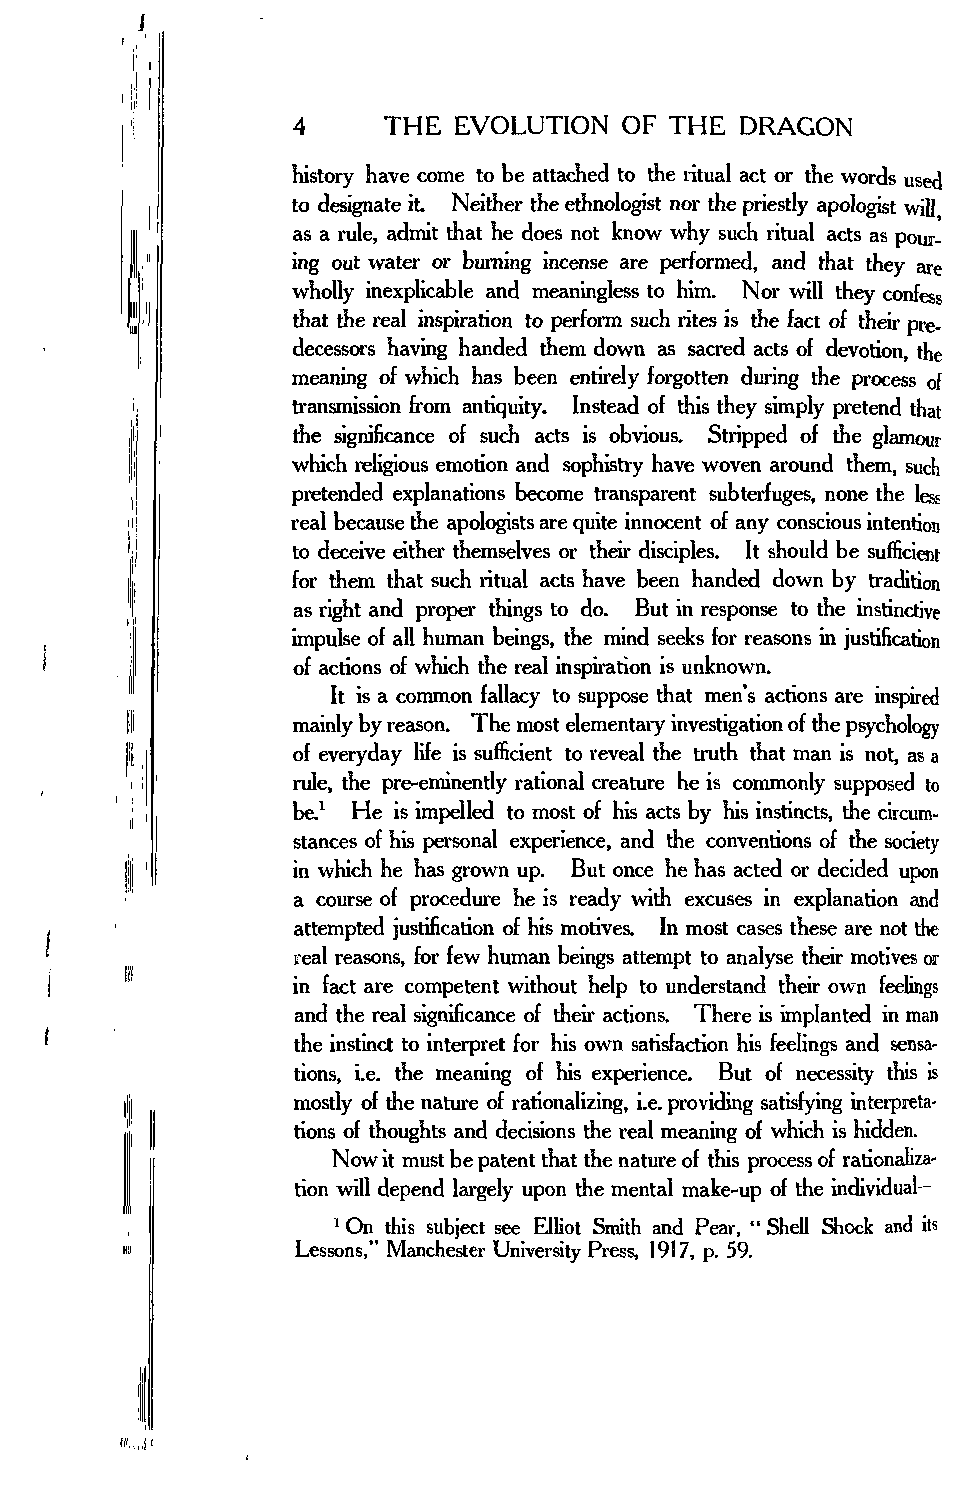 4 THE EVOLUTION OF THE DRAGON
history have come to be attached to the ritual act or the words used
to designate it. Neither the ethnologist nor the priestly apologist will,
as a rule, admit that he does not know why such ritual acts as pour-
ing out water or burning incense are performed, and that they are
wholly inexplicable and meaningless to him. Nor will they confess
that the real inspiration to perform such rites is the fact of their pre-
decessors having handed them down as sacred acts of devotion, the
meaning of which has been entirely forgotten during the process of
transmission from antiquity. Instead of this they simply pretend that
the significance of such acts is obvious. Stripped of the glamour
which religious emotion and sophistry have woven around them, such
pretended explanations become transparent subterfuges, none the less
real because the apologists are quite innocent of any conscious intention
to deceive either themselves or their disciples. It should be sufficient
for them that such ritual acts have been handed down by tradition
as right and proper things to do. But in response to the instinctive
impulse of all human beings, the mind seeks for reasons in justification
of actions of which the real inspiration is unknown.
It is a common fallacy to suppose that men's actions are inspired
mainly by reason. The most elementary investigation of the psychology
of everyday life is sufficient to reveal the truth that man is not, as a
rule, the pre-eminently rational creature he is commonly supposed to
be.¹ He is impelled to most of his acts by his instincts, the circum-
stances of his personal experience, and the conventions of the society
in which he has grown up. But once he has acted or decided upon
a course of procedure he is ready with excuses in explanation and
attempted justification of his motives. In most cases these are not the
real reasons, for few human beings attempt to analyse their motives or
in fact are competent without help to understand their own feelings
and the real significance of their actions. There is implanted in man
the instinct to interpret for his own satisfaction his feelings and sensa-
tions, i.e. the meaning of his experience. But of necessity this is
mostly of the nature of rationalizing, i.e. providing satisfying interpreta-
tions of thoughts and decisions the real meaning of which is hidden.
Now it must be patent that the nature of this process of rationaliza-
tion will depend largely upon the mental make-up of the individual—
¹ On this subject see Elliot Smith and Pear, "Shell Shock and its
Lessons," Manchester University Press, 1917, p. 59.